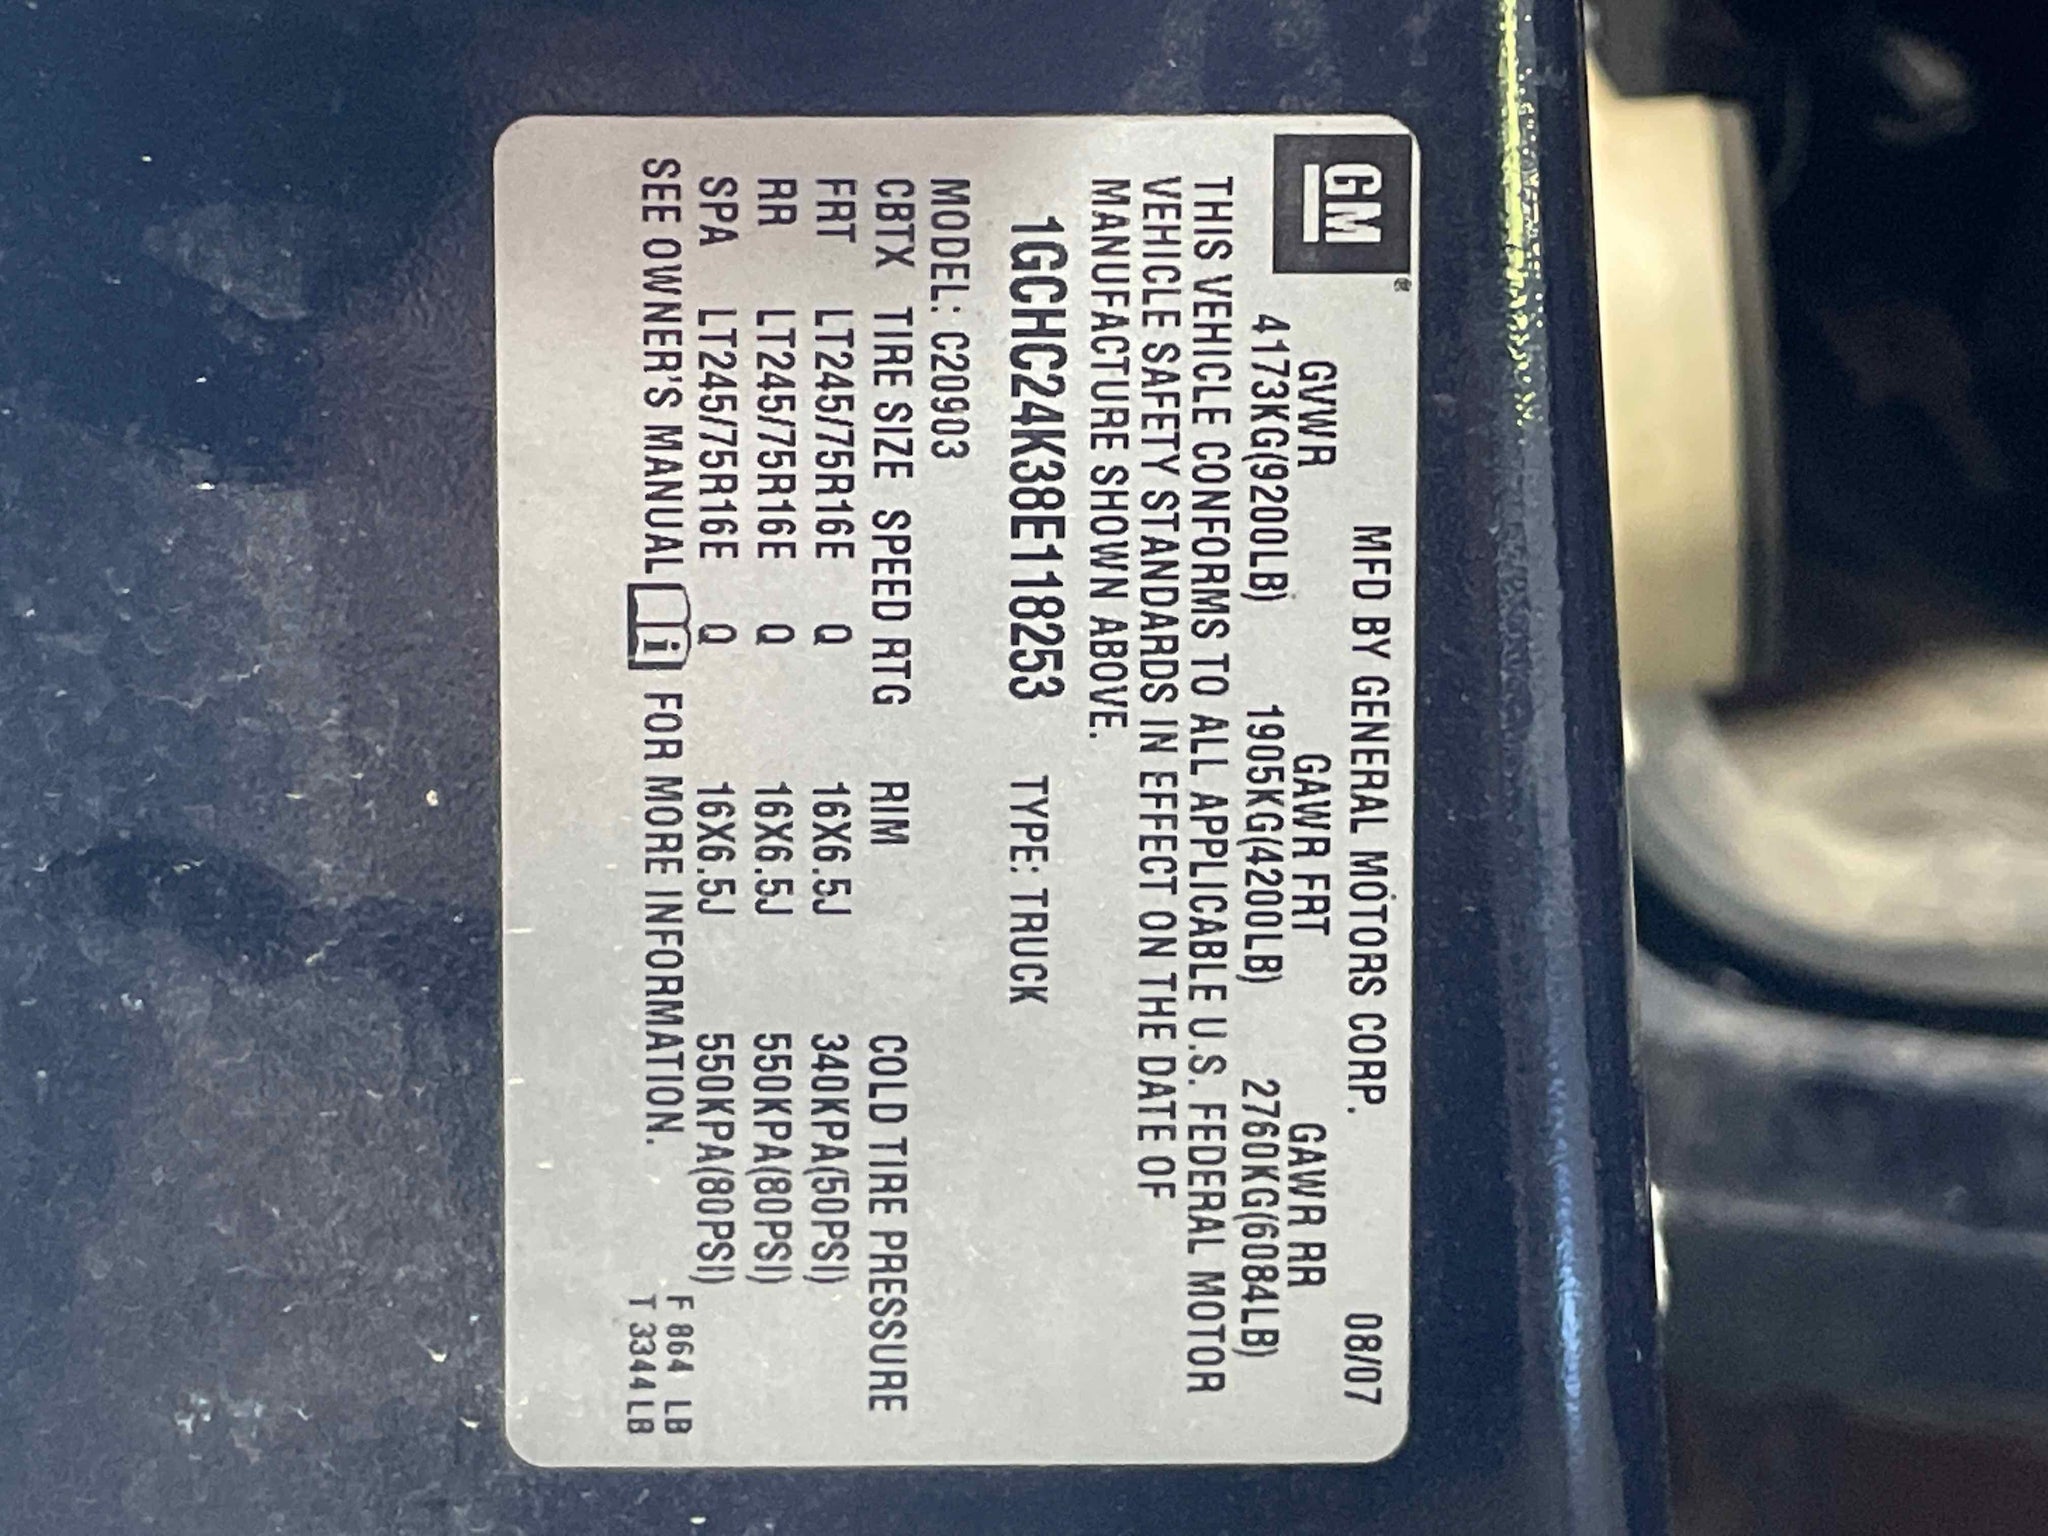 GM®
MFD BY GENERAL MOTORS CORP. 08/07
GVWR GAWR FRT GAWR RR
4173KG(9200LB) 1905KG(4200LB) 2760KG(6084LB)
THIS VEHICLE CONFORMS TO ALL APPLICABLE U.S. FEDERAL MOTOR
VEHICLE SAFETY STANDARDS IN EFFECT ON THE DATE OF
MANUFACTURE SHOWN ABOVE.
1GCHC24K38E118253 TYPE: TRUCK
MODEL: C20903
CBTX TIRE SIZE SPEED RTG RIM COLD TIRE PRESSURE
FRT LT245/75R16E Q 16X6.5J 340KPA(50PSI)
RR LT245/75R16E Q 16X6.5J 550KPA(80PSI)
SPA LT245/75R16E Q 16X6.5J 550KPA(80PSI)
SEE OWNER'S MANUAL i FOR MORE INFORMATION.
F 864 LB
T 3344LB